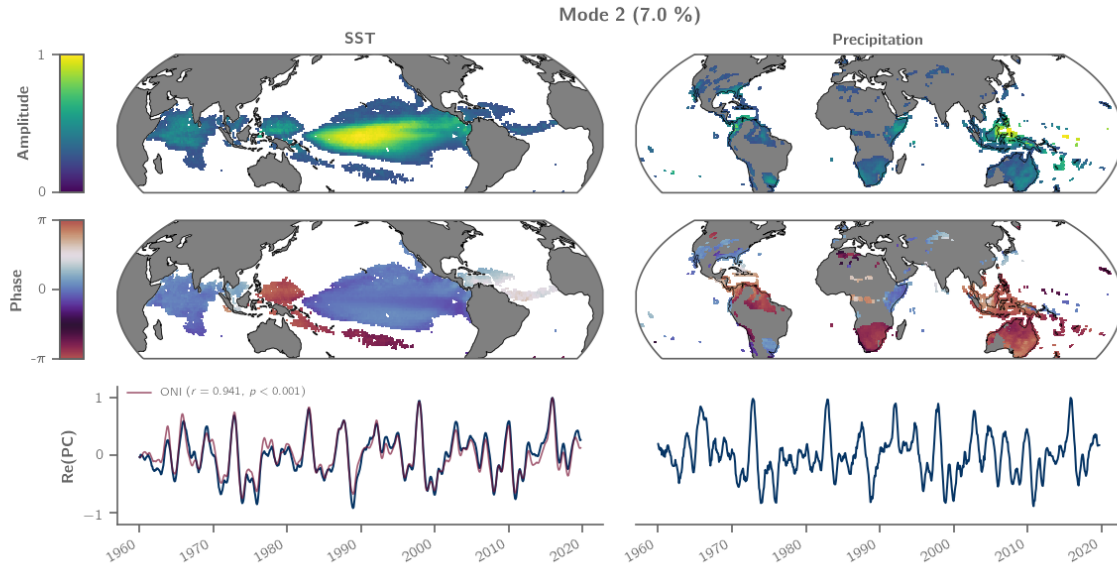 Mode 2 (7.0 %)
SST
Precipitation
1
Amplitude
0
π
Phase
0
-π
ONI (r = 0.941, p < 0.001)
1
Re(PC)
0
−1
1960
1970
1980
1990
2000
2010
2020
1960
1970
1980
1990
2000
2010
2020